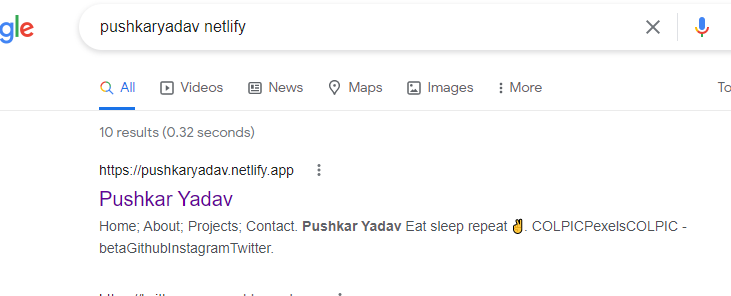 gle
pushkaryadav netlify
All Videos News Maps Images More To
10 results (0.32 seconds)
https://pushkaryadav.netlify.app
Pushkar Yadav
Home; About; Projects; Contact. Pushkar Yadav Eat sleep repeat ✌. COLPICPexelsCOLPIC -
betaGithubInstagramTwitter.